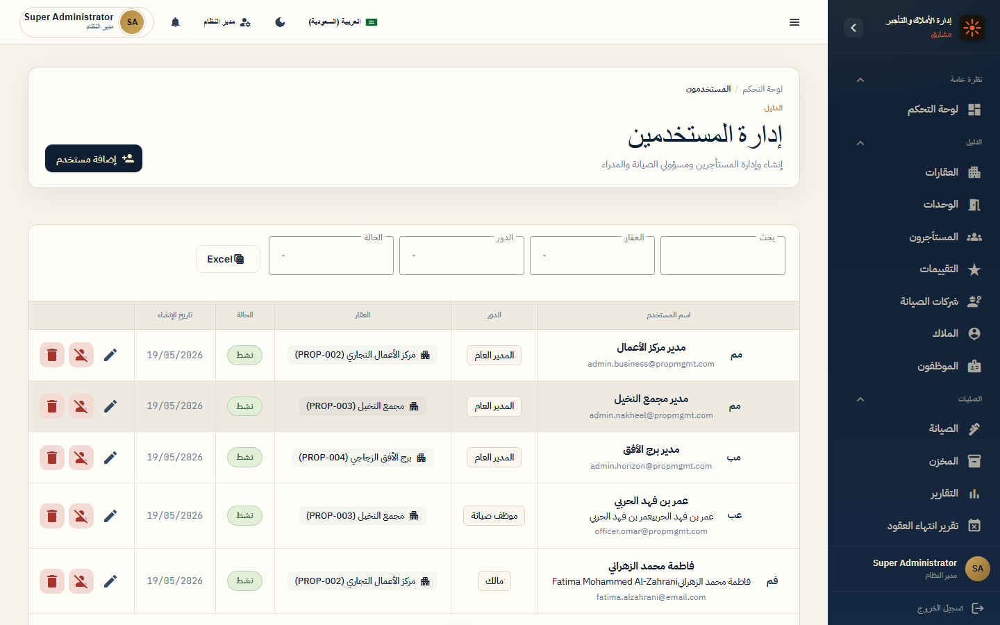 إدارة الأملاك والتأجير
مشارق
نظرة عامة
لوحة التحكم
الدليل
العقارات
الوحدات
المستأجرون
التقييمات
شركات الصيانة
الملاك
الموظفون
العمليات
الصيانة
المخزن
التقارير
تقرير انتهاء العقود
SA
Super Administrator
مدير النظام
تسجيل الخروج
العربية (السعودية)
مدير النظام
SA
Super Administrator
مدير النظام
لوحة التحكم / المستخدمون
الدليل
إدارة المستخدمين
إنشاء وإدارة المستأجرين ومسؤولي الصيانة والمدراء
إضافة مستخدم
بحث
العقار
الدور
الحالة
Excel
اسم المستخدم الدور العقار الحالة تاريخ الإنشاء
مم مدير مركز الأعمال
admin.business@propmgmt.com
المدير العام
مركز الأعمال التجاري (PROP-002)
نشط
19/05/2026
مم مدير مجمع النخيل
admin.nakheel@propmgmt.com
المدير العام
مجمع النخيل (PROP-003)
نشط
19/05/2026
مب مدير برج الأفق
admin.horizon@propmgmt.com
المدير العام
برج الأفق الزجاجي (PROP-004)
نشط
19/05/2026
عب عمر بن فهد الحربي
عمر بن فهد الحربيعمر بن فهد الحربي
officer.omar@propmgmt.com
موظف صيانة
مجمع النخيل (PROP-003)
نشط
19/05/2026
فم فاطمة محمد الزهراني
فاطمة محمد الزهرانيFatima Mohammed Al-Zahrani
fatima.alzahrani@email.com
مالك
مركز الأعمال التجاري (PROP-002)
نشط
19/05/2026